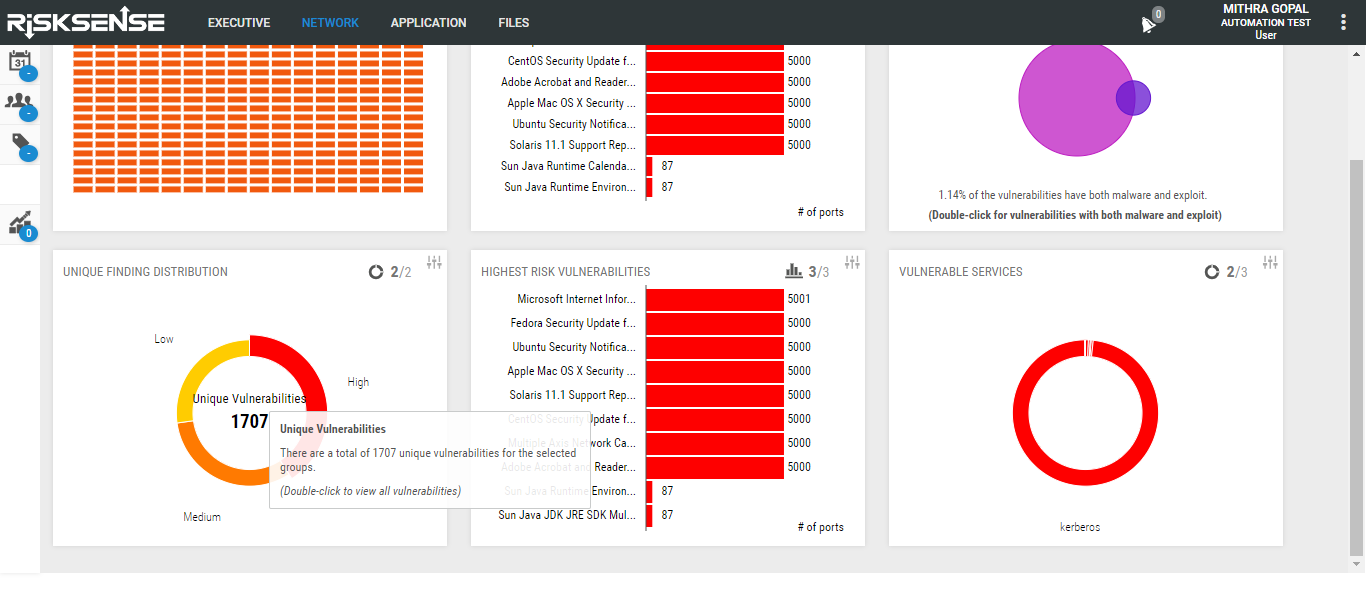 RiSKSENSE
EXECUTIVE
NETWORK
APPLICATION
FILES
0
MITHRA GOPAL
AUTOMATION TEST
User
31
-
-
-
0
CentOS Security Update f...
5000
Adobe Acrobat and Reader...
5000
Apple Mac OS X Security ...
5000
Ubuntu Security Notifica...
5000
Solaris 11.1 Support Rep...
5000
Sun Java Runtime Calenda...
87
Sun Java Runtime Environ...
87
# of ports
1.14% of the vulnerabilities have both malware and exploit.
(Double-click for vulnerabilities with both malware and exploit)
UNIQUE FINDING DISTRIBUTION
2/2
Low
High
Unique Vulnerabilities
1707
Medium
Unique Vulnerabilities
There are a total of 1707 unique vulnerabilities for the selected
groups.
(Double-click to view all vulnerabilities)
HIGHEST RISK VULNERABILITIES
3/3
Microsoft Internet Infor...
5001
Fedora Security Update f...
5000
Ubuntu Security Notifica...
5000
Apple Mac OS X Security ...
5000
Solaris 11.1 Support Rep...
5000
CentOS Security Update f...
5000
Multiple Axis Network Ca...
5000
Adobe Acrobat and Reader...
5000
Sun Java Runtime Environ...
87
Sun Java JDK JRE SDK Mul...
87
# of ports
VULNERABLE SERVICES
2/3
kerberos